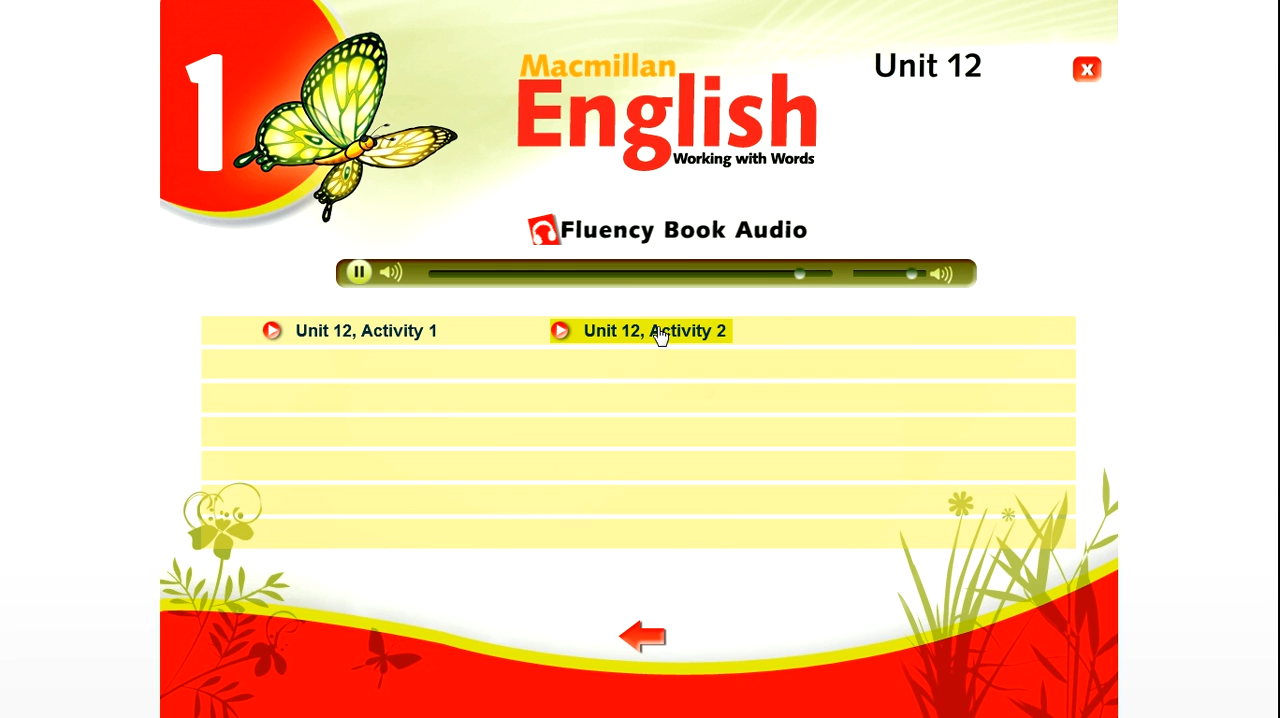 1
Macmillan
English
Working with Words
Unit 12
x
Fluency Book Audio
Unit 12, Activity 1
Unit 12, Activity 2